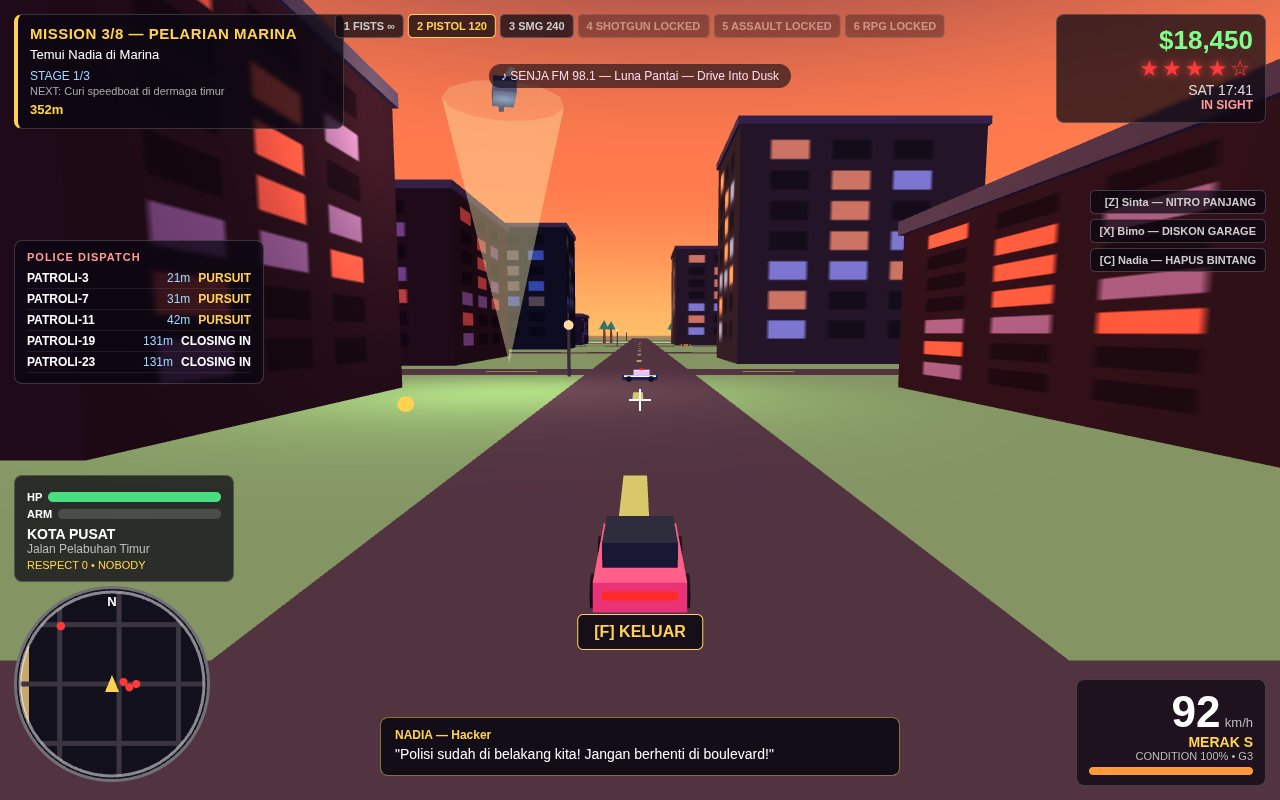 MISSION 3/8 — PELARIAN MARINA
Temui Nadia di Marina
STAGE 1/3
NEXT: Curi speedboat di dermaga timur
352m
1 FISTS ∞
2 PISTOL 120
3 SMG 240
4 SHOTGUN LOCKED
5 ASSAULT LOCKED
6 RPG LOCKED
♪ SENJA FM 98.1 — Luna Pantai — Drive Into Dusk
$18,450
★★★★☆
SAT 17:41
IN SIGHT
[Z] Sinta — NITRO PANJANG
[X] Bimo — DISKON GARAGE
[C] Nadia — HAPUS BINTANG
POLICE DISPATCH
PATROLI-3 21m PURSUIT
PATROLI-7 31m PURSUIT
PATROLI-11 42m PURSUIT
PATROLI-19 131m CLOSING IN
PATROLI-23 131m CLOSING IN
HP
ARM
KOTA PUSAT
Jalan Pelabuhan Timur
RESPECT 0 • NOBODY
N
[F] KELUAR
NADIA — Hacker
"Polisi sudah di belakang kita! Jangan berhenti di boulevard!"
92 km/h
MERAK S
CONDITION 100% • G3